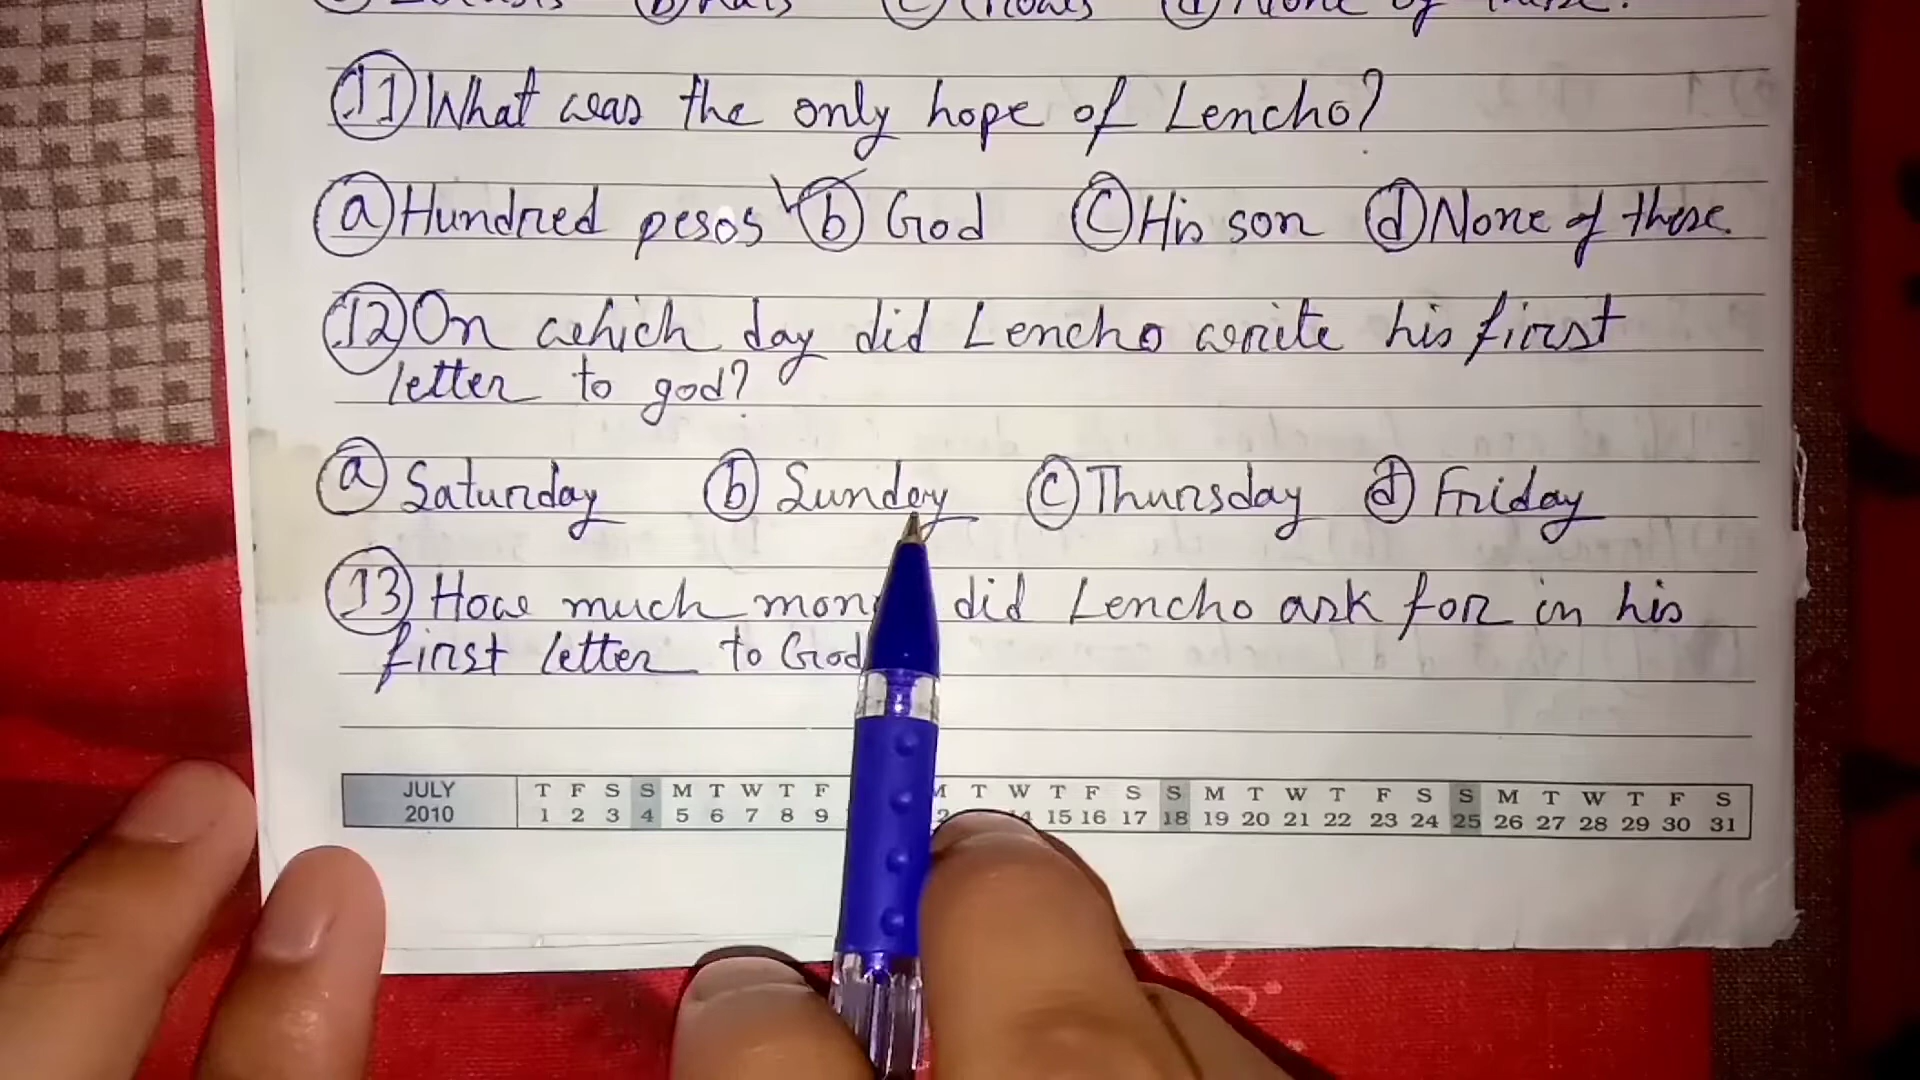 None of these.
11) What was the only hope of Lencho?
a Hundred pesos b God c His son d None of these.
12) On which day did Lencho write his first
letter to god?
a Saturday b Sunday c Thursday d Friday
13) How much did Lencho ask for in his
first letter to God
JULY T F S S M T W T F M T W T F S S M T W T F S S M T W T F S
2010 1 2 3 4 5 6 7 8 9 15 16 17 18 19 20 21 22 23 24 25 26 27 28 29 30 31